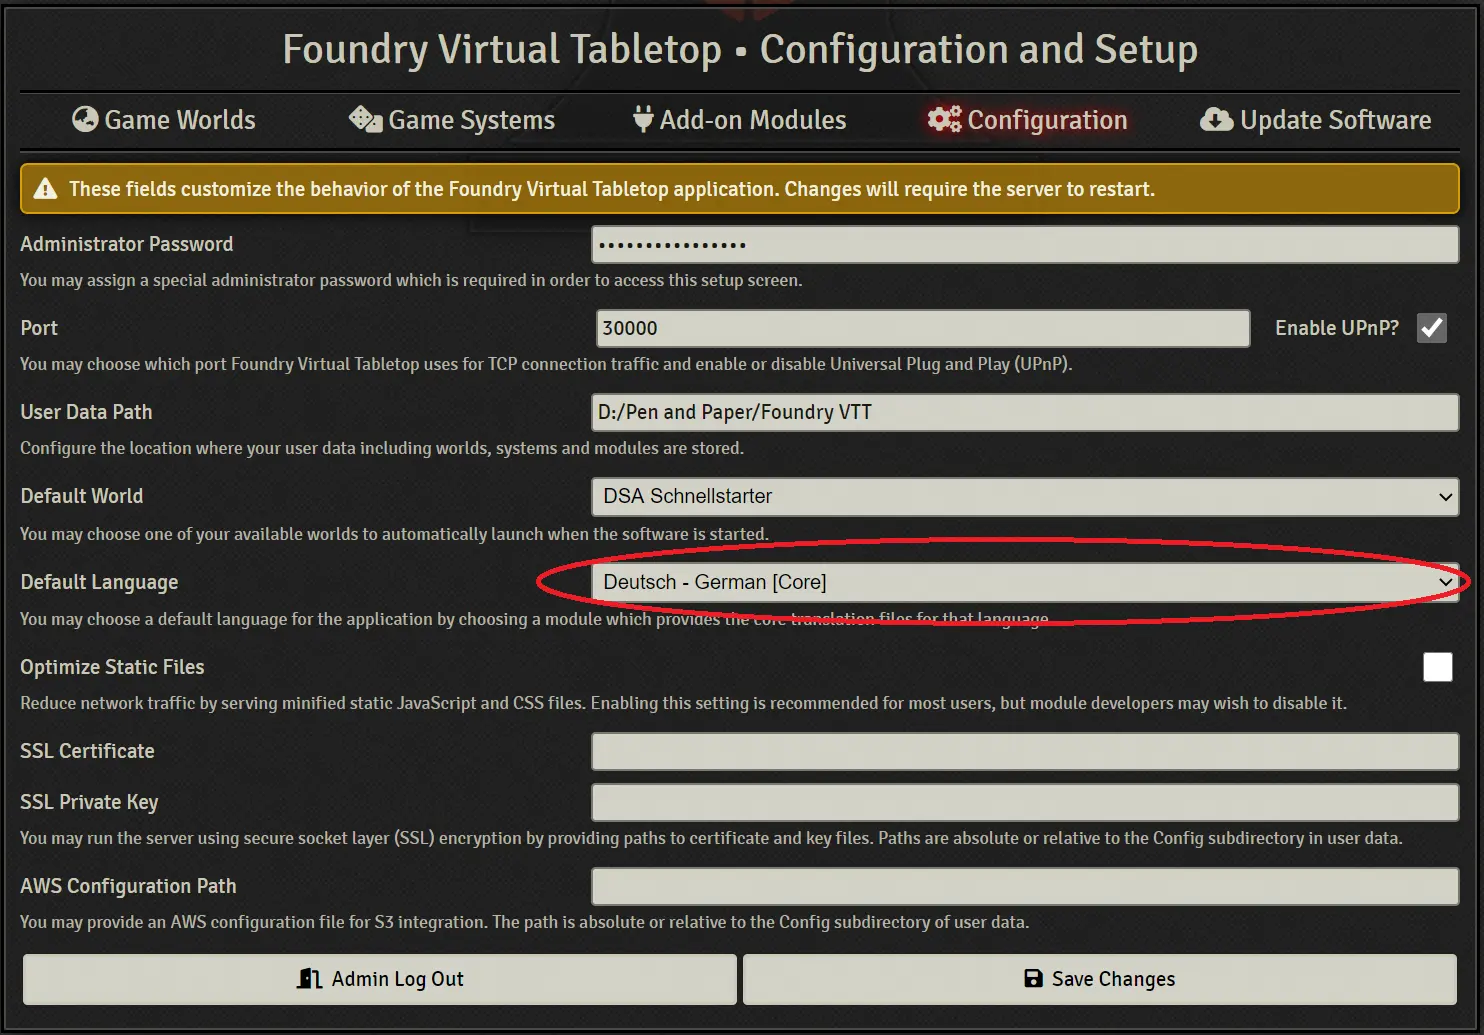 Foundry Virtual Tabletop • Configuration and Setup
Game Worlds Game Systems Add-on Modules Configuration Update Software
These fields customize the behavior of the Foundry Virtual Tabletop application. Changes will require the server to restart.
Administrator Password ••••••••••••••••
You may assign a special administrator password which is required in order to access this setup screen.
Port 30000 Enable UPnP?
You may choose which port Foundry Virtual Tabletop uses for TCP connection traffic and enable or disable Universal Plug and Play (UPnP).
User Data Path D:/Pen and Paper/Foundry VTT
Configure the location where your user data including worlds, systems and modules are stored.
Default World DSA Schnellstarter
You may choose one of your available worlds to automatically launch when the software is started.
Default Language Deutsch - German [Core]
You may choose a default language for the application by choosing a module which provides the core translation files for that language.
Optimize Static Files
Reduce network traffic by serving minified static JavaScript and CSS files. Enabling this setting is recommended for most users, but module developers may wish to disable it.
SSL Certificate
SSL Private Key
You may run the server using secure socket layer (SSL) encryption by providing paths to certificate and key files. Paths are absolute or relative to the Config subdirectory in user data.
AWS Configuration Path
You may provide an AWS configuration file for S3 integration. The path is absolute or relative to the Config subdirectory of user data.
Admin Log Out Save Changes